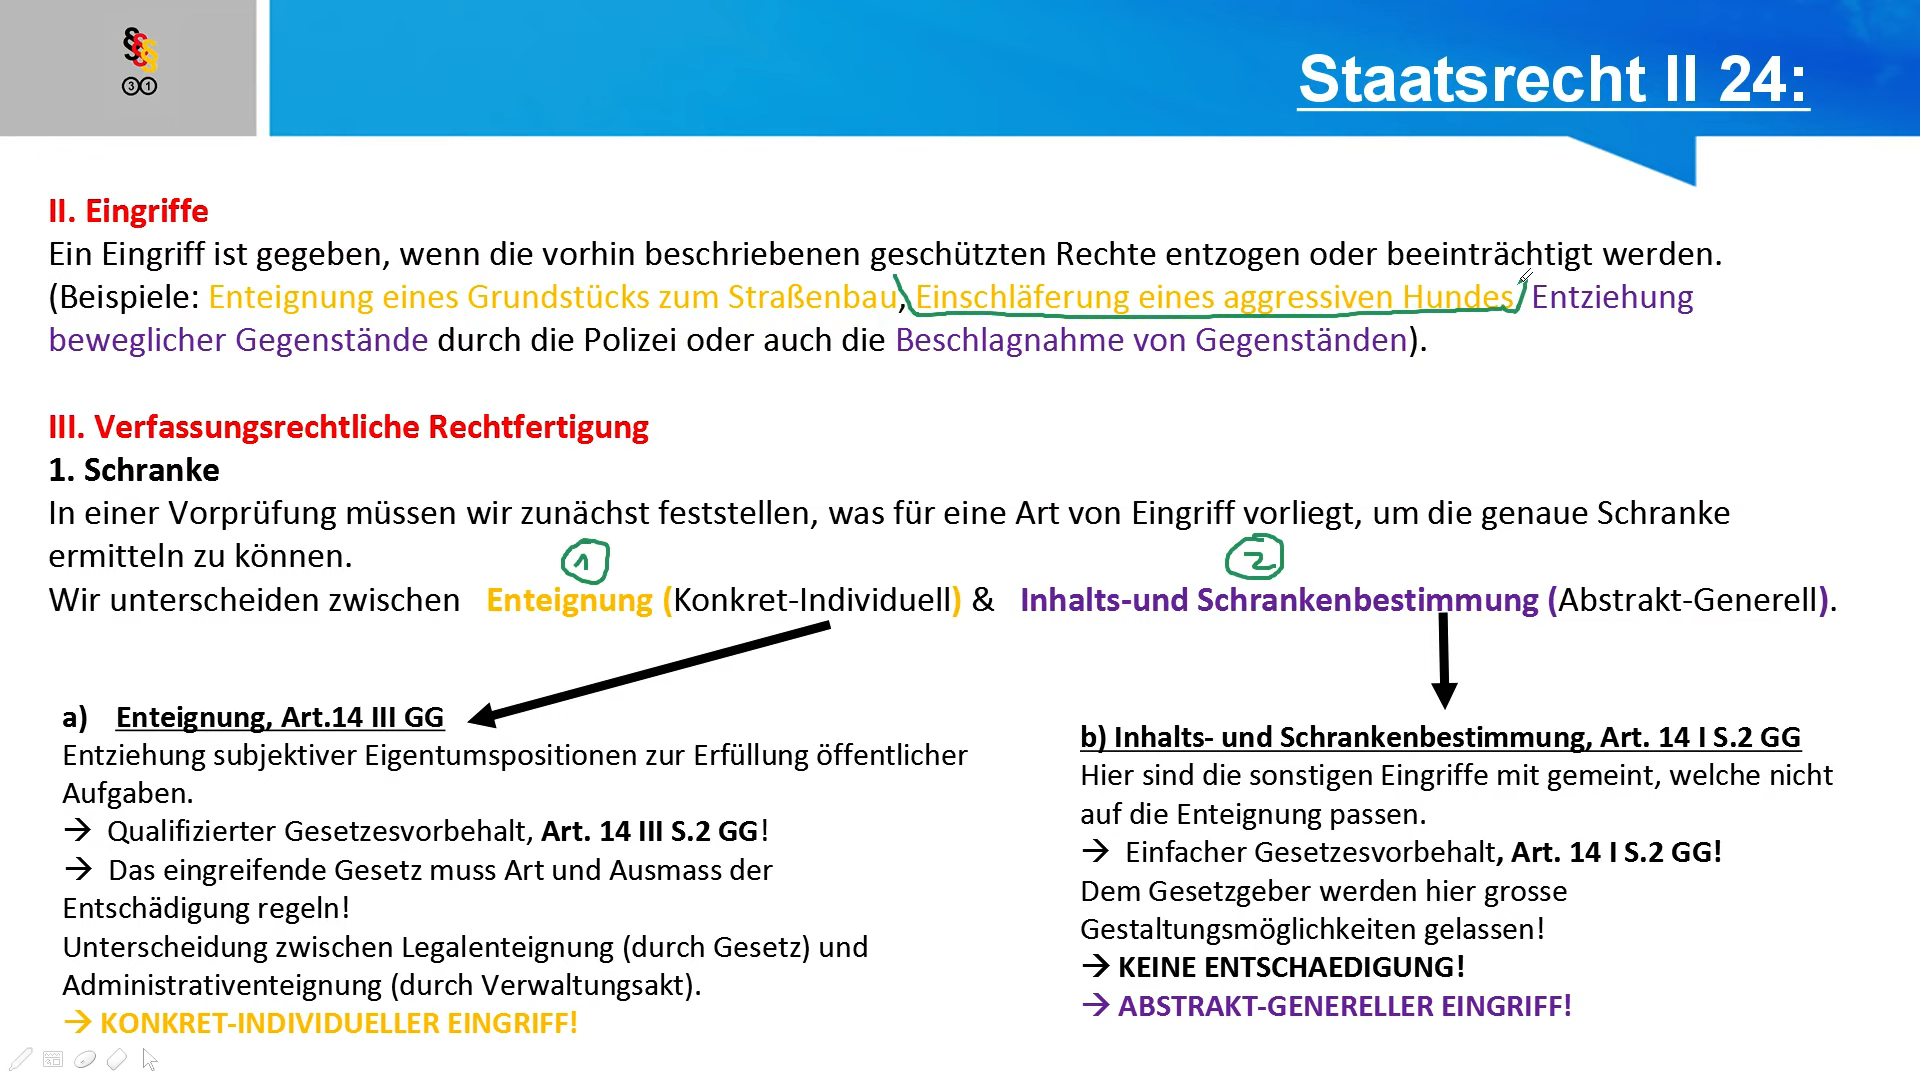 §§§
31
Staatsrecht II 24:
II. Eingriffe
Ein Eingriff ist gegeben, wenn die vorhin beschriebenen geschützten Rechte entzogen oder beeinträchtigt werden.
(Beispiele: Enteignung eines Grundstücks zum Straßenbau, Einschläferung eines aggressiven Hundes, Entziehung
beweglicher Gegenstände durch die Polizei oder auch die Beschlagnahme von Gegenständen).
III. Verfassungsrechtliche Rechtfertigung
1. Schranke
In einer Vorprüfung müssen wir zunächst feststellen, was für eine Art von Eingriff vorliegt, um die genaue Schranke
ermitteln zu können.
1 2
Wir unterscheiden zwischen Enteignung (Konkret-Individuell) & Inhalts-und Schrankenbestimmung (Abstrakt-Generell).
a) Enteignung, Art.14 III GG
Entziehung subjektiver Eigentumspositionen zur Erfüllung öffentlicher
Aufgaben.
→ Qualifizierter Gesetzesvorbehalt, Art. 14 III S.2 GG!
→ Das eingreifende Gesetz muss Art und Ausmass der
Entschädigung regeln!
Unterscheidung zwischen Legalenteignung (durch Gesetz) und
Administrativenteignung (durch Verwaltungsakt).
→ KONKRET-INDIVIDUELLER EINGRIFF!
b) Inhalts- und Schrankenbestimmung, Art. 14 I S.2 GG
Hier sind die sonstigen Eingriffe mit gemeint, welche nicht
auf die Enteignung passen.
→ Einfacher Gesetzesvorbehalt, Art. 14 I S.2 GG!
Dem Gesetzgeber werden hier grosse
Gestaltungsmöglichkeiten gelassen!
→ KEINE ENTSCHAEDIGUNG!
→ ABSTRAKT-GENERELLER EINGRIFF!